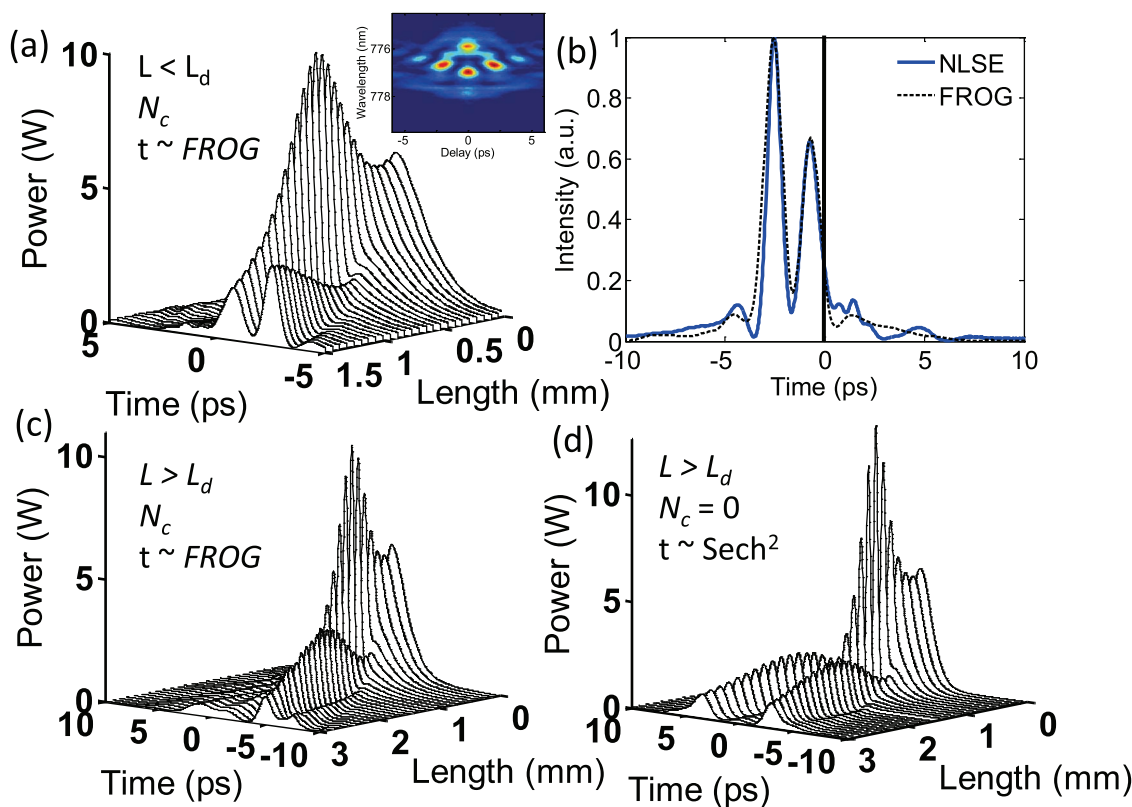 (a)
L < L_d
N_c
t ~ FROG
Power (W)
10
5
0
5
0
-5
Time (ps)
1.5
1
0.5
0
Length (mm)
Wavelength (nm)
776
778
-5
0
5
Delay (ps)
(b)
NLSE
FROG
Intensity (a.u.)
1
0.8
0.6
0.4
0.2
0
-10
-5
0
5
10
Time (ps)
(c)
L > L_d
N_c
t ~ FROG
Power (W)
10
5
0
10
5
0
-5
-10
Time (ps)
3
2
1
0
Length (mm)
(d)
L > L_d
N_c = 0
t ~ Sech²
Power (W)
10
5
0
10
5
0
-5
-10
Time (ps)
3
2
1
0
Length (mm)